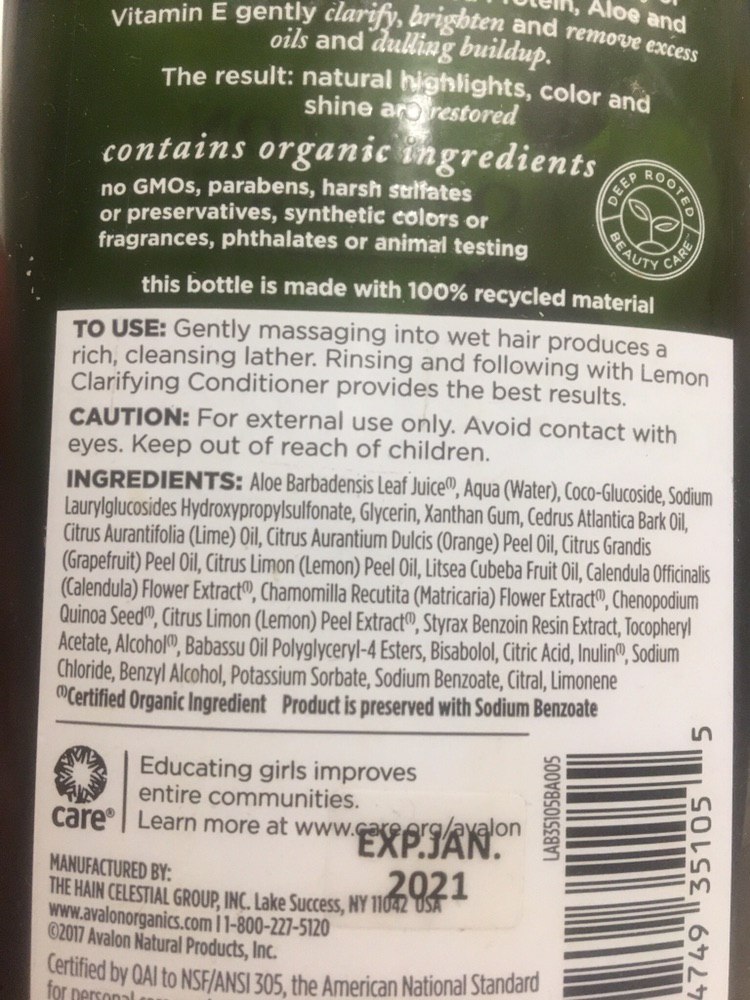 Aloe and
Vitamin E gently clarify, brighten and remove excess
oils and dulling buildup.
The result: natural highlights, color and
shine are restored
contains organic ingredients
no GMOs, parabens, harsh sulfates
or preservatives, synthetic colors or
fragrances, phthalates or animal testing
DEEP ROOTED
BEAUTY CARE
this bottle is made with 100% recycled material
TO USE: Gently massaging into wet hair produces a
rich, cleansing lather. Rinsing and following with Lemon
Clarifying Conditioner provides the best results.
CAUTION: For external use only. Avoid contact with
eyes. Keep out of reach of children.
INGREDIENTS: Aloe Barbadensis Leaf Juice⁽¹⁾, Aqua (Water), Coco-Glucoside, Sodium
Laurylglucosides Hydroxypropylsulfonate, Glycerin, Xanthan Gum, Cedrus Atlantica Bark Oil,
Citrus Aurantifolia (Lime) Oil, Citrus Aurantium Dulcis (Orange) Peel Oil, Citrus Grandis
(Grapefruit) Peel Oil, Citrus Limon (Lemon) Peel Oil, Litsea Cubeba Fruit Oil, Calendula Officinalis
(Calendula) Flower Extract⁽¹⁾, Chamomilla Recutita (Matricaria) Flower Extract⁽¹⁾, Chenopodium
Quinoa Seed⁽¹⁾, Citrus Limon (Lemon) Peel Extract⁽¹⁾, Styrax Benzoin Resin Extract, Tocopheryl
Acetate, Alcohol⁽¹⁾, Babassu Oil Polyglyceryl-4 Esters, Bisabolol, Citric Acid, Inulin⁽¹⁾, Sodium
Chloride, Benzyl Alcohol, Potassium Sorbate, Sodium Benzoate, Citral, Limonene
⁽¹⁾Certified Organic Ingredient Product is preserved with Sodium Benzoate
care®
Educating girls improves
entire communities.
Learn more at www.care.org/avalon
EXP.JAN.
2021
MANUFACTURED BY:
THE HAIN CELESTIAL GROUP, INC. Lake Success, NY 11042 USA
www.avalonorganics.com | 1-800-227-5120
©2017 Avalon Natural Products, Inc.
Certified by QAI to NSF/ANSI 305, the American National Standard
for personal
LAB35105BA005
4749 35105 5